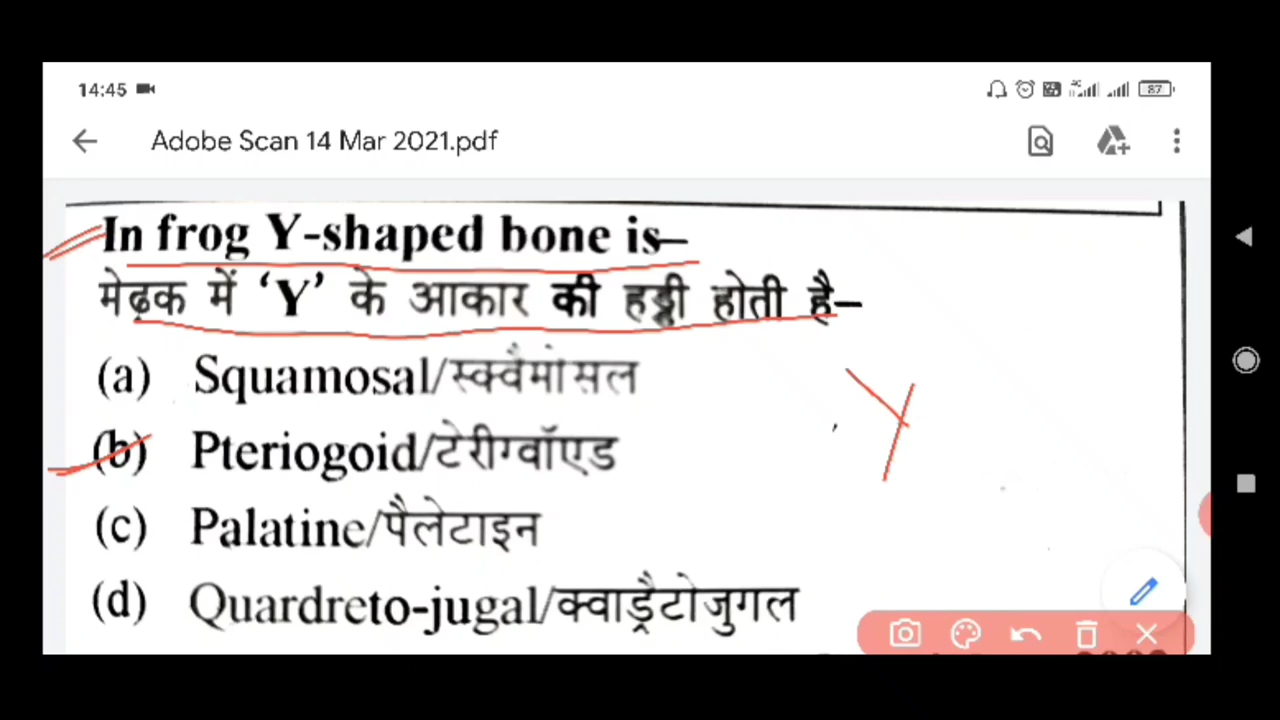 14:45
87
Adobe Scan 14 Mar 2021.pdf
In frog Y-shaped bone is–
मेढ़क में ‘Y’ के आकार की हड्डी होती है–
(a) Squamosal/स्क्वैमोसल
(b) Pteriogoid/टेरीग्वॉएड
Y
(c) Palatine/पैलेटाइन
(d) Quardreto-jugal/क्वाड्रैटोजुगल